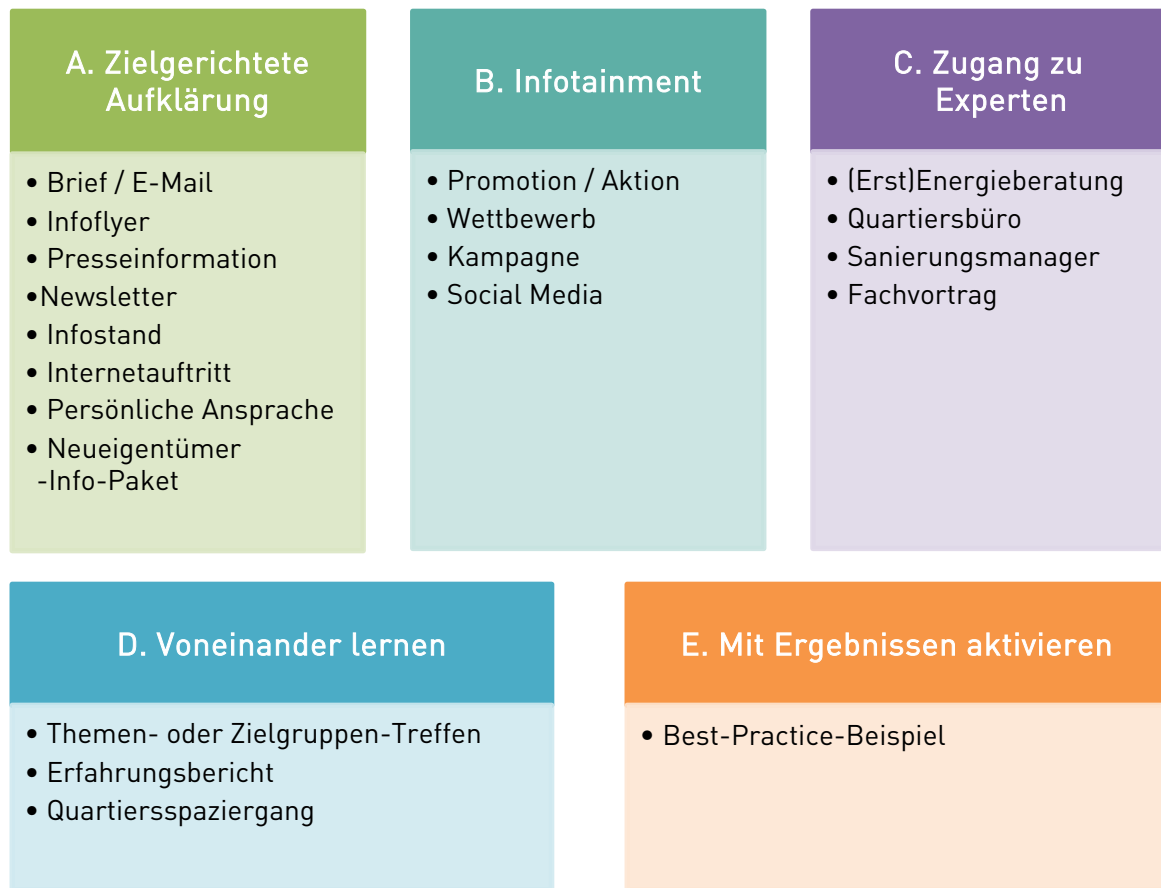 A. Zielgerichtete
Aufklärung
• Brief / E-Mail
• Infoflyer
• Presseinformation
•Newsletter
• Infostand
• Internetauftritt
• Persönliche Ansprache
• Neueigentümer
-Info-Paket
B. Infotainment
• Promotion / Aktion
• Wettbewerb
• Kampagne
• Social Media
C. Zugang zu
Experten
• (Erst)Energieberatung
• Quartiersbüro
• Sanierungsmanager
• Fachvortrag
D. Voneinander lernen
• Themen- oder Zielgruppen-Treffen
• Erfahrungsbericht
• Quartiersspaziergang
E. Mit Ergebnissen aktivieren
• Best-Practice-Beispiel